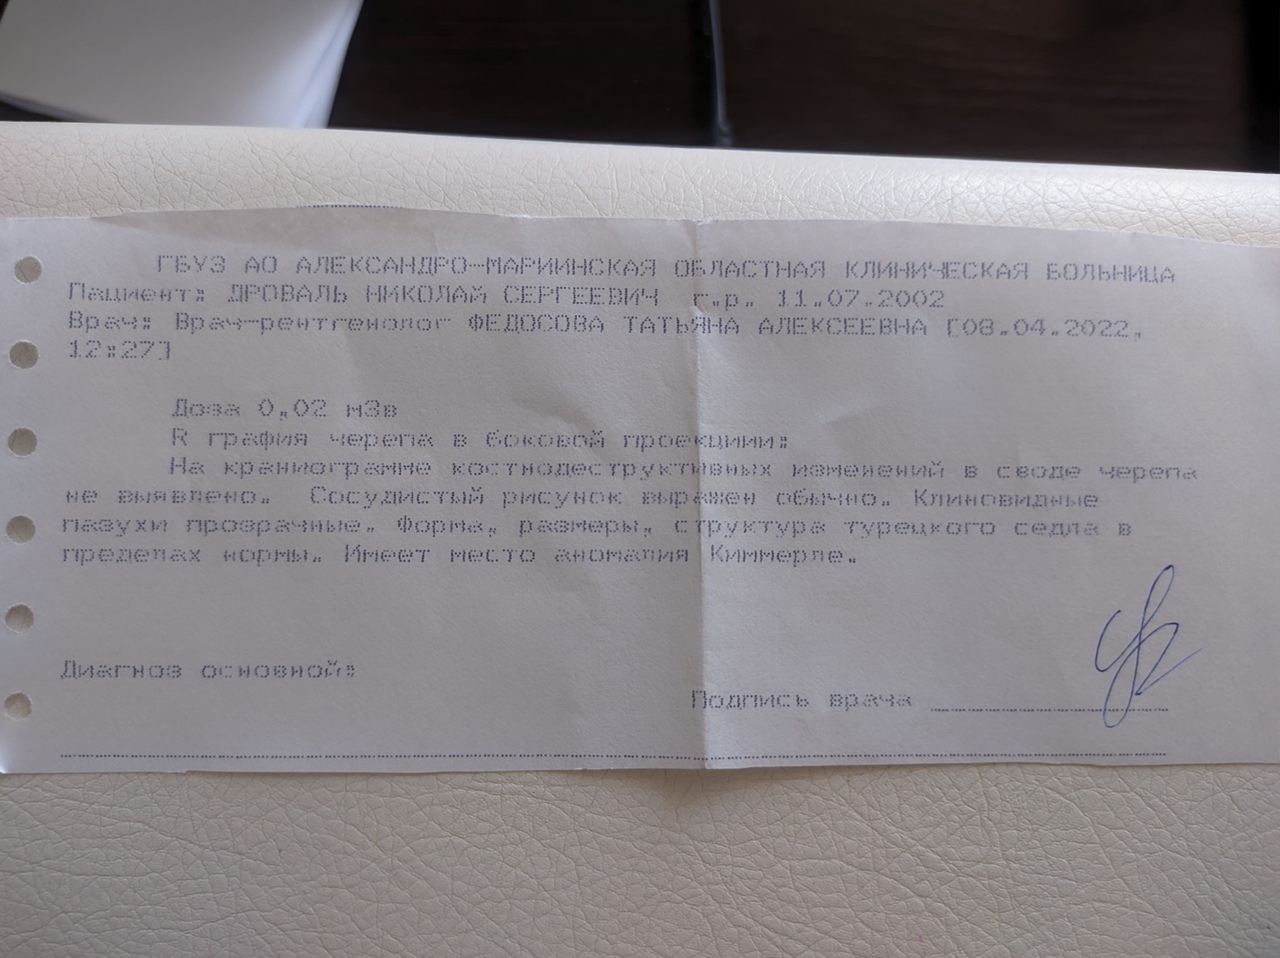 ГБУЗ АО АЛЕКСАНДРО-МАРИИНСКАЯ ОБЛАСТНАЯ КЛИНИЧЕСКАЯ БОЛЬНИЦА
Пациент: ДРОВАЛЬ НИКОЛАЙ СЕРГЕЕВИЧ г.р. 11.07.2002
Врач: Врач-рентгенолог ФЕДОСОВА ТАТЬЯНА АЛЕКСЕЕВНА [08.04.2022,
12:27]
Доза 0,02 мЗв
R графия черепа в боковой проекциии:
На краниограмме костнодеструктивных изменений в своде черепа
не выявлено. Сосудистый рисунок выражен обычно. Клиновидные
пазухи прозрачные. Форма, размеры, структура турецкого седла в
пределах нормы. Имеет место аномалия Киммерле.
Диагноз основной:
Подпись врача